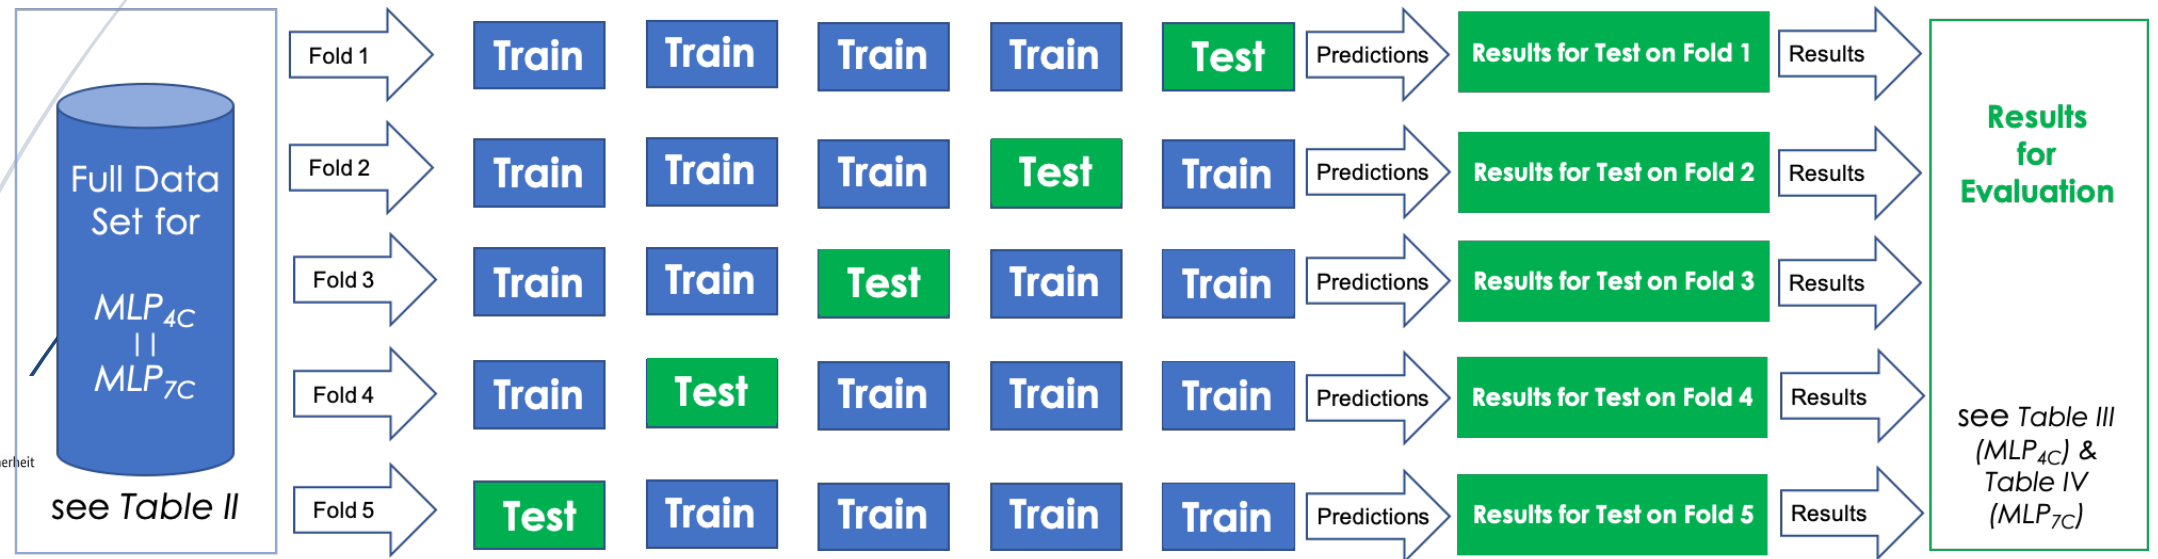 Full Data
Set for
MLP4C
||
MLP7C
see Table II
erheit
Fold 1
Train
Train
Train
Train
Test
Predictions
Results for Test on Fold 1
Results
Fold 2
Train
Train
Train
Test
Train
Predictions
Results for Test on Fold 2
Results
Fold 3
Train
Train
Test
Train
Train
Predictions
Results for Test on Fold 3
Results
Fold 4
Train
Test
Train
Train
Train
Predictions
Results for Test on Fold 4
Results
Fold 5
Test
Train
Train
Train
Train
Predictions
Results for Test on Fold 5
Results
Results
for
Evaluation
see Table III
(MLP4C) &
Table IV
(MLP7C)